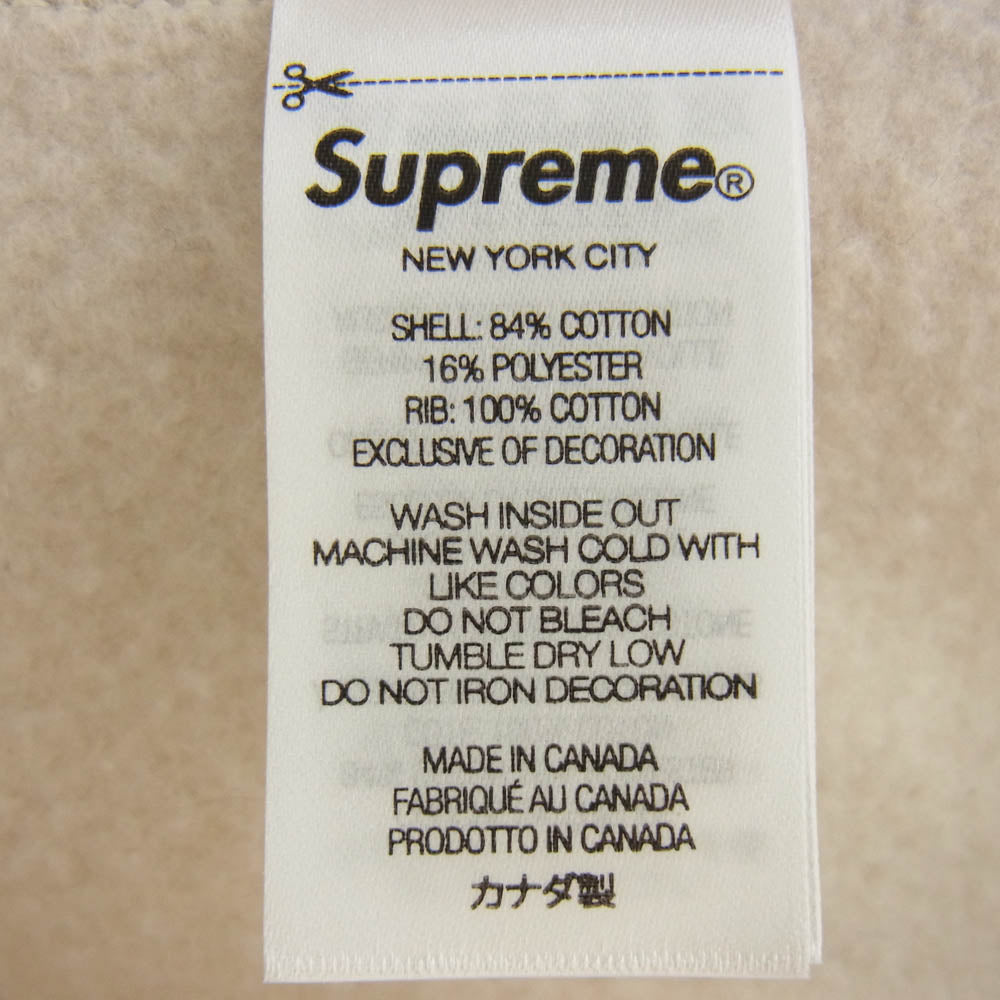 Supreme®
NEW YORK CITY
SHELL: 84% COTTON
16% POLYESTER
RIB: 100% COTTON
EXCLUSIVE OF DECORATION
WASH INSIDE OUT
MACHINE WASH COLD WITH
LIKE COLORS
DO NOT BLEACH
TUMBLE DRY LOW
DO NOT IRON DECORATION
MADE IN CANADA
FABRIQUÉ AU CANADA
PRODOTTO IN CANADA
カナダ製